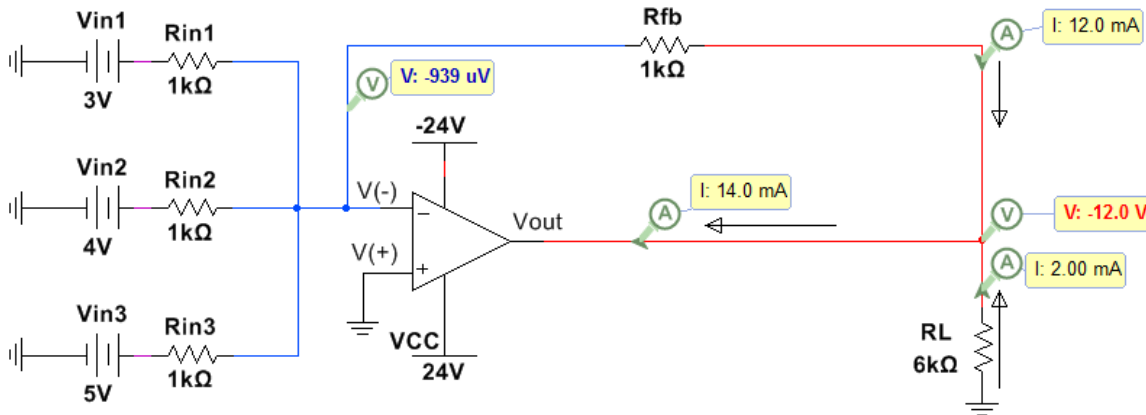 Vin1
Rin1
3V
1kΩ
Rfb
1kΩ
A
I: 12.0 mA
V
V: -939 uV
-24V
Vin2
Rin2
4V
1kΩ
V(-)
V(+)
−
+
Vout
A
I: 14.0 mA
V
V: -12.0 V
A
I: 2.00 mA
Vin3
Rin3
5V
1kΩ
VCC
24V
RL
6kΩ